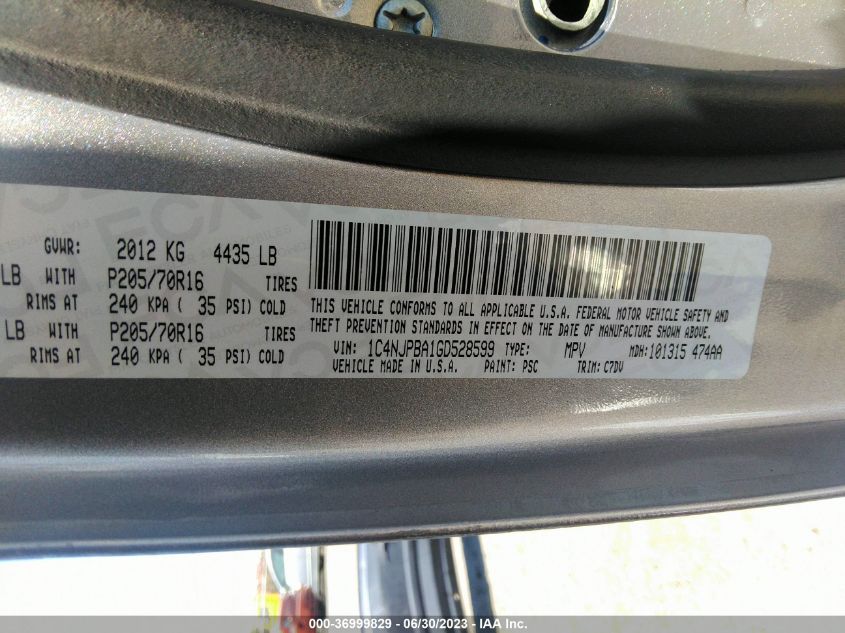 GVWR: 2012 KG 4435 LB
LB WITH P205/70R16 TIRES
RIMS AT 240 KPA ( 35 PSI) COLD
LB WITH P205/70R16 TIRES
RIMS AT 240 KPA ( 35 PSI) COLD
THIS VEHICLE CONFORMS TO ALL APPLICABLE U.S.A. FEDERAL MOTOR VEHICLE SAFETY AND
THEFT PREVENTION STANDARDS IN EFFECT ON THE DATE OF MANUFACTURE SHOWN ABOVE.
VIN: 1C4NJPBA1GD528599 TYPE: MPV MDH:101315 474AA
VEHICLE MADE IN U.S.A. PAINT: PSC TRIM: C7DV
000-36999829 - 06/30/2023 - IAA Inc.